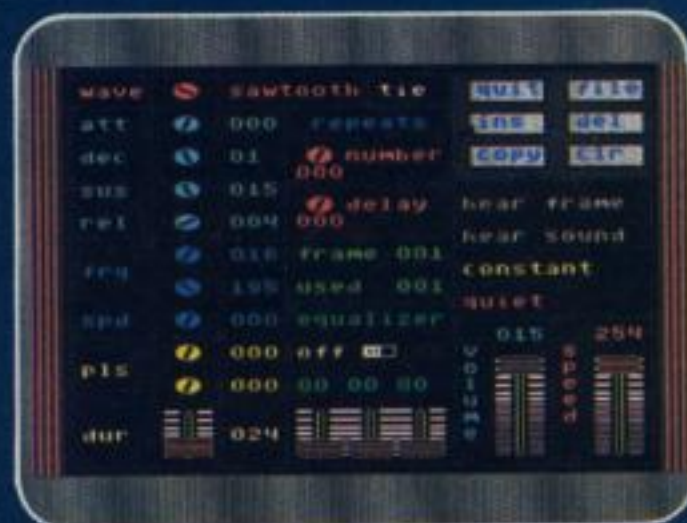 wave sawtooth tie quit file
att 000 repeats ins del
dec 01 number copy clr
000
sus 015 delay hear frame
rel 004 000
hear sound
frq 016 frame 001 constant
195 used 001 quiet
spd 000 equalizer 015 254
pls 000 off volume speed
000 00 00 00
dur 024